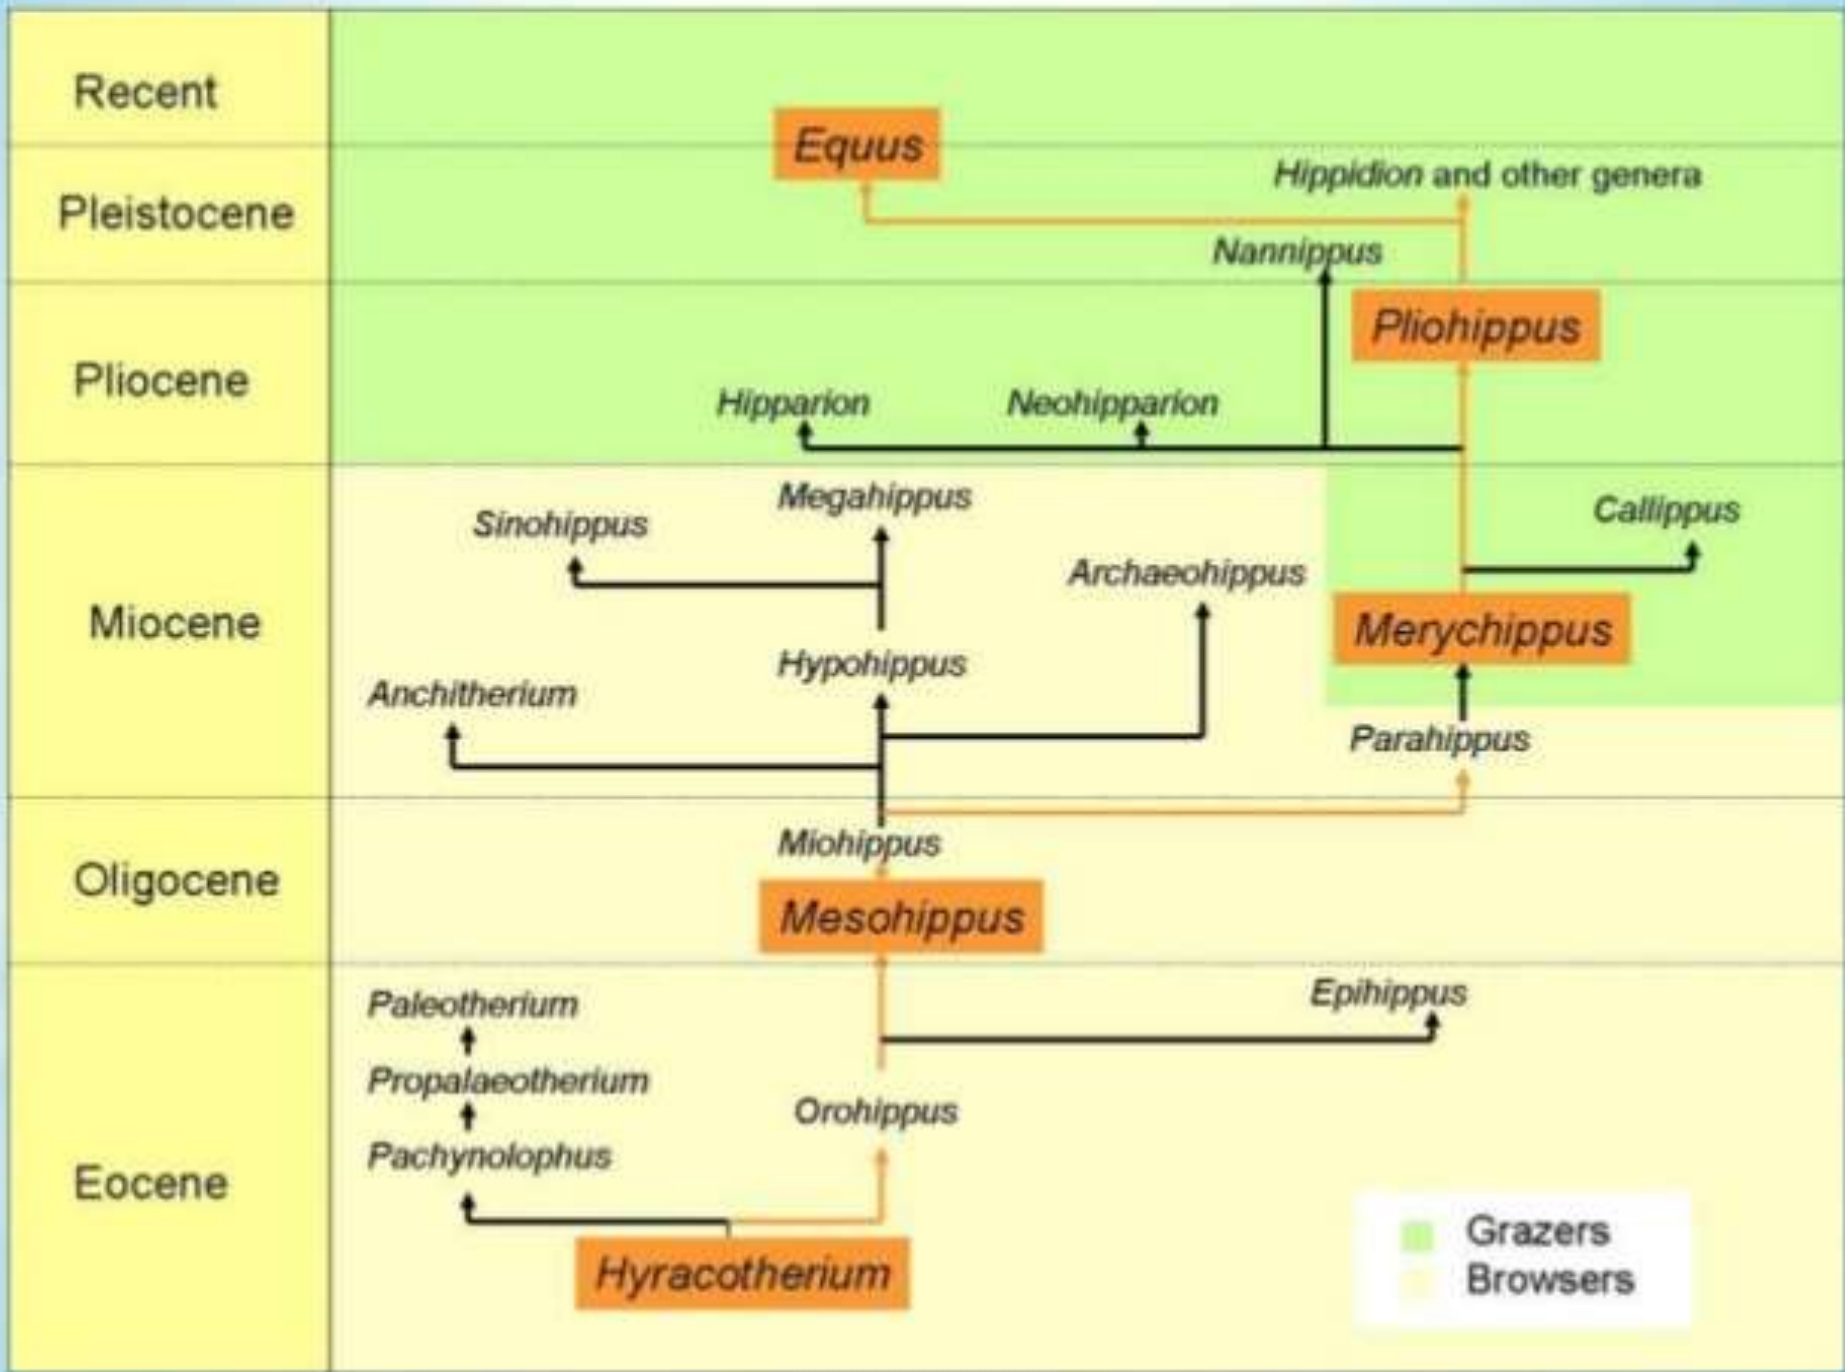 Recent
Equus
Hippidion and other genera
Pleistocene
Nannippus
Pliohippus
Pliocene
Hipparion
Neohipparion
Megahippus
Sinohippus
Callippus
Archaeohippus
Miocene
Merychippus
Hypohippus
Anchitherium
Parahippus
Miohippus
Oligocene
Mesohippus
Paleotherium
Epihippus
Propalaeotherium
Orohippus
Pachynolophus
Eocene
Hyracotherium
Grazers
Browsers